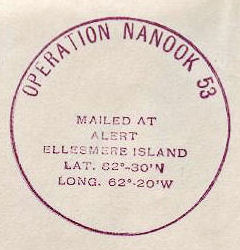 OPERATION NANOOK 53
MAILED AT
ALERT
ELLESMERE ISLAND
LAT. 82°-30'N
LONG. 62°-20'W